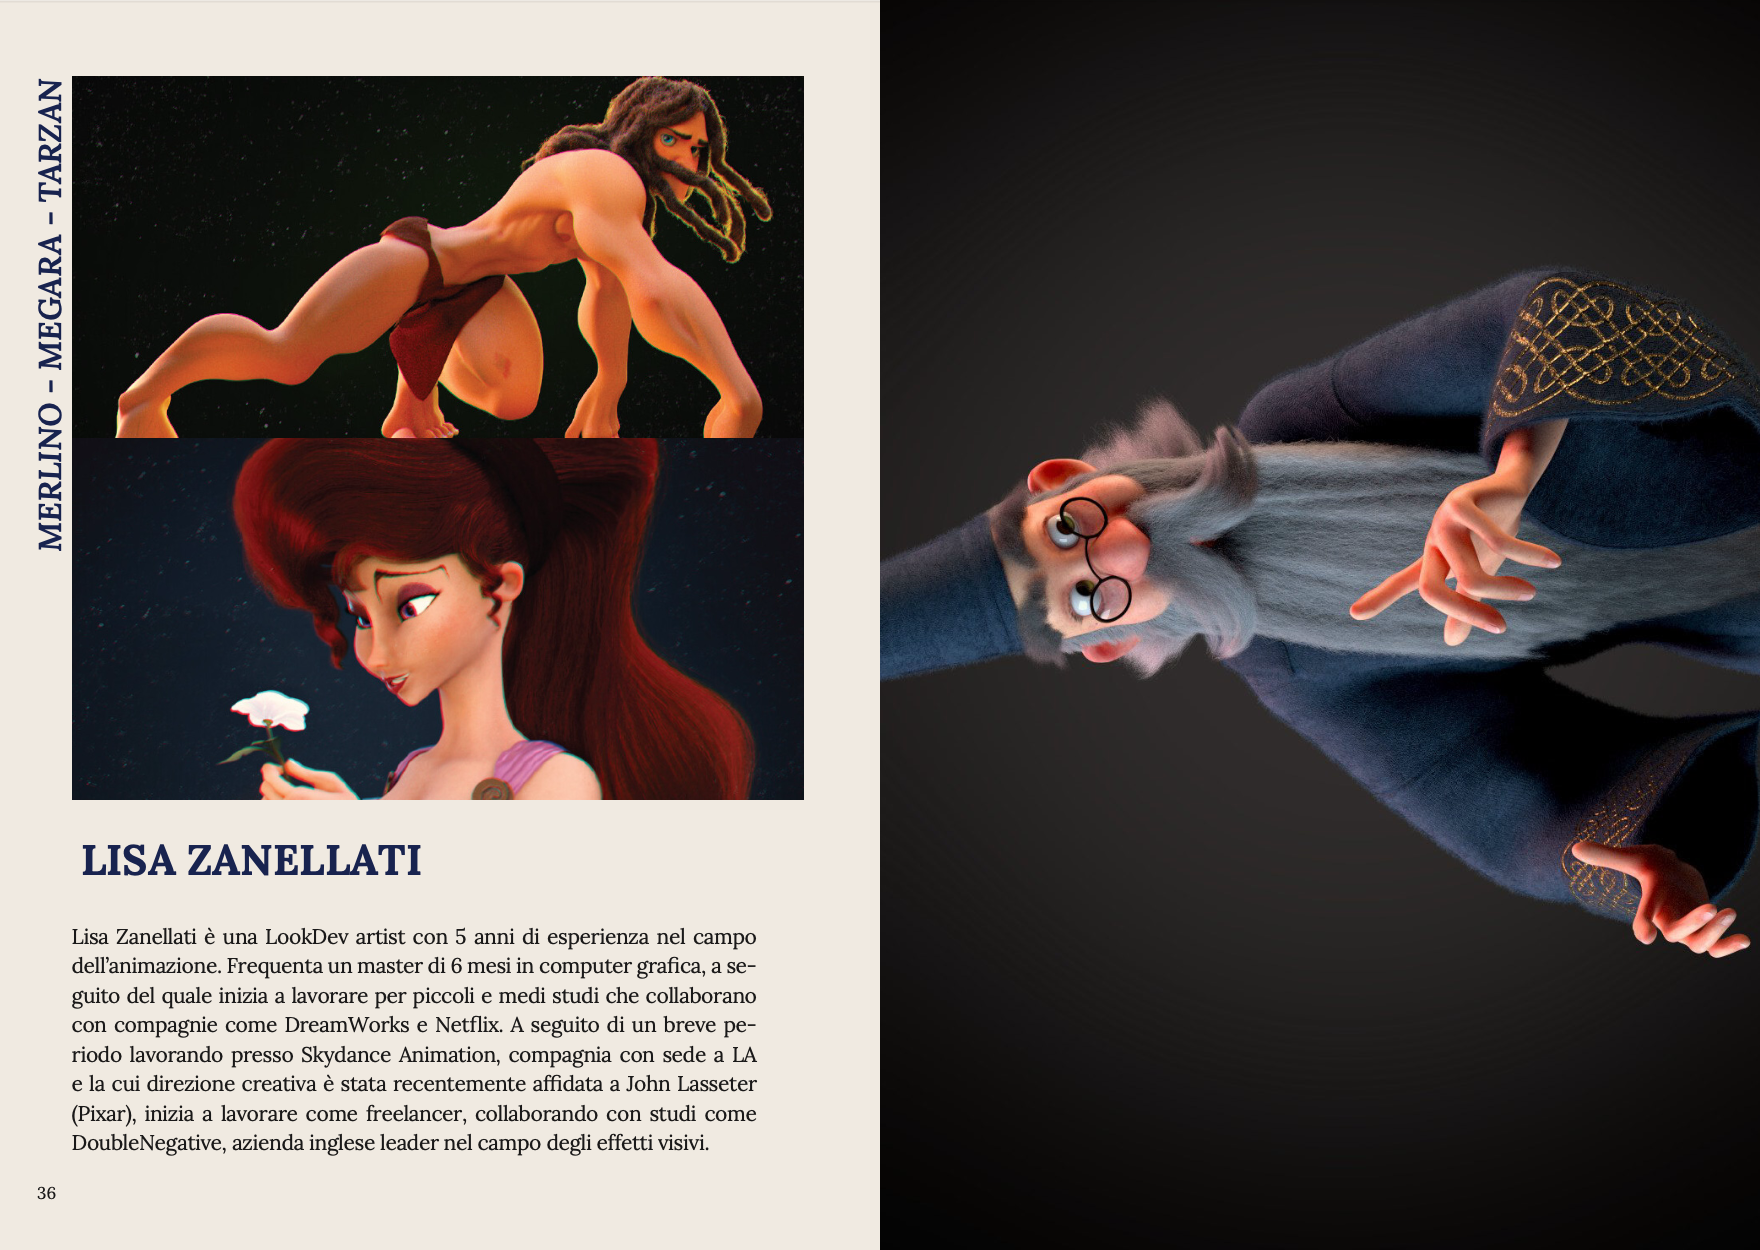 MERLINO - MEGARA - TARZAN
LISA ZANELLATI
Lisa Zanellati è una LookDev artist con 5 anni di esperienza nel campo
dell’animazione. Frequenta un master di 6 mesi in computer grafica, a se-
guito del quale inizia a lavorare per piccoli e medi studi che collaborano
con compagnie come DreamWorks e Netflix. A seguito di un breve pe-
riodo lavorando presso Skydance Animation, compagnia con sede a LA
e la cui direzione creativa è stata recentemente affidata a John Lasseter
(Pixar), inizia a lavorare come freelancer, collaborando con studi come
DoubleNegative, azienda inglese leader nel campo degli effetti visivi.
36